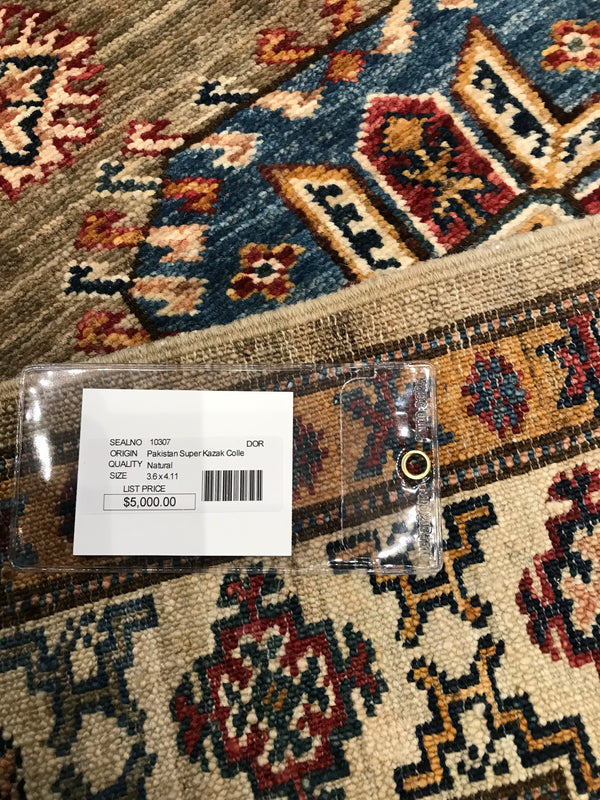 SEALNO 10307 DOR
ORIGIN Pakistan Super Kazak Colle
QUALITY Natural
SIZE 3.6 x 4.11
LIST PRICE
$5,000.00